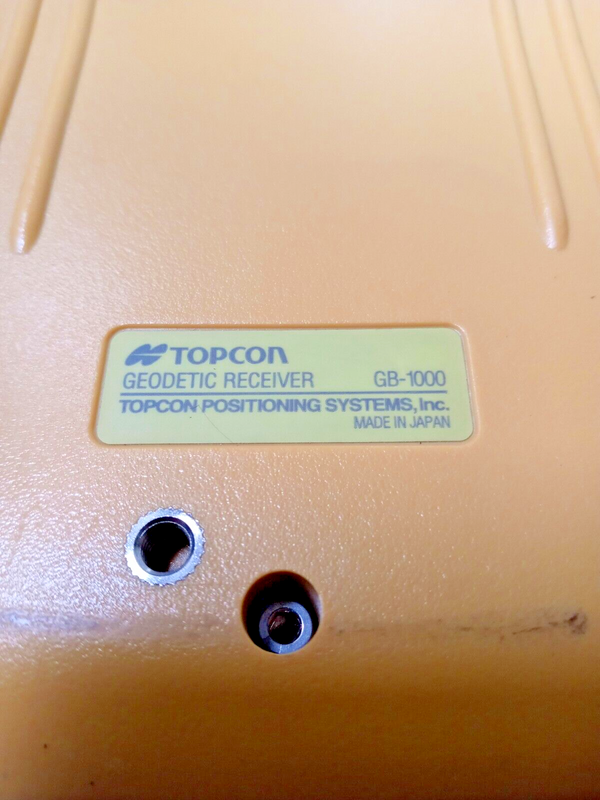 TOPCON
GEODETIC RECEIVER GB-1000
TOPCON POSITIONING SYSTEMS, Inc.
MADE IN JAPAN